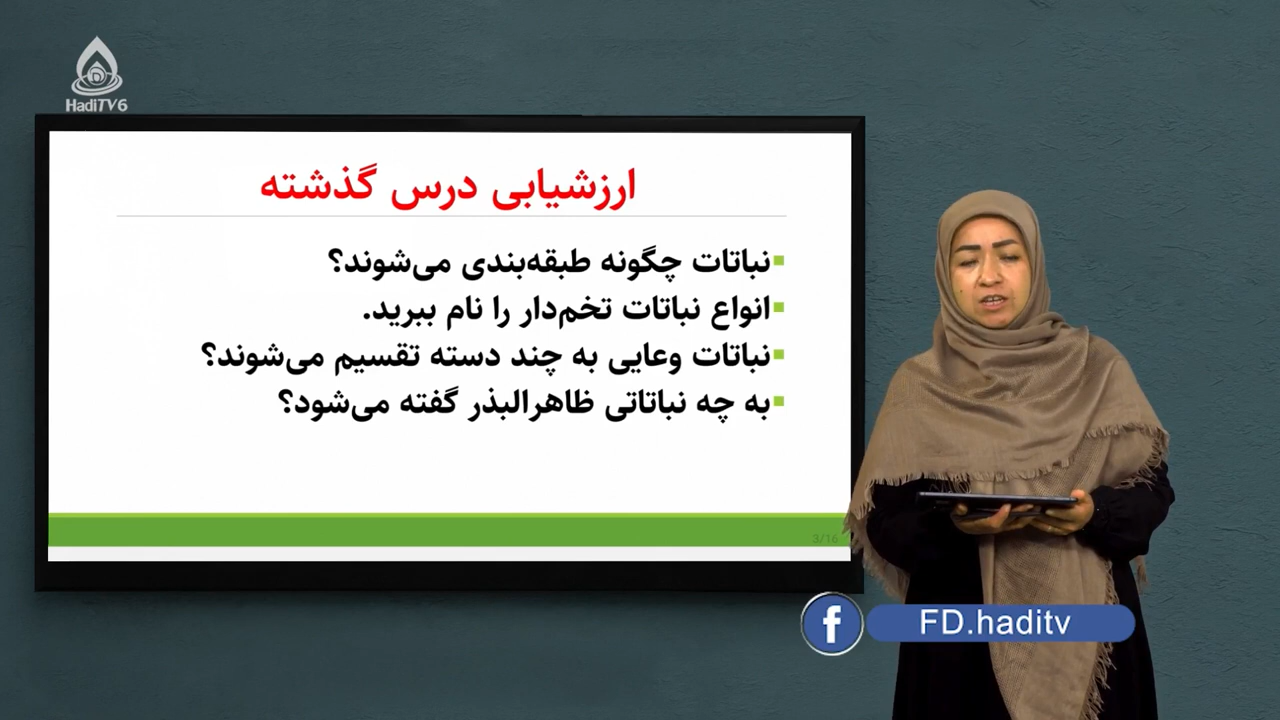 HadiTV6
ارزشیابی درس گذشته
نباتات چگونه طبقه‌بندی می‌شوند؟
انواع نباتات تخم‌دار را نام ببرید.
نباتات وعایی به چند دسته تقسیم می‌شوند؟
به چه نباتاتی ظاهرالبذر گفته می‌شود؟
3/16
f FD.haditv